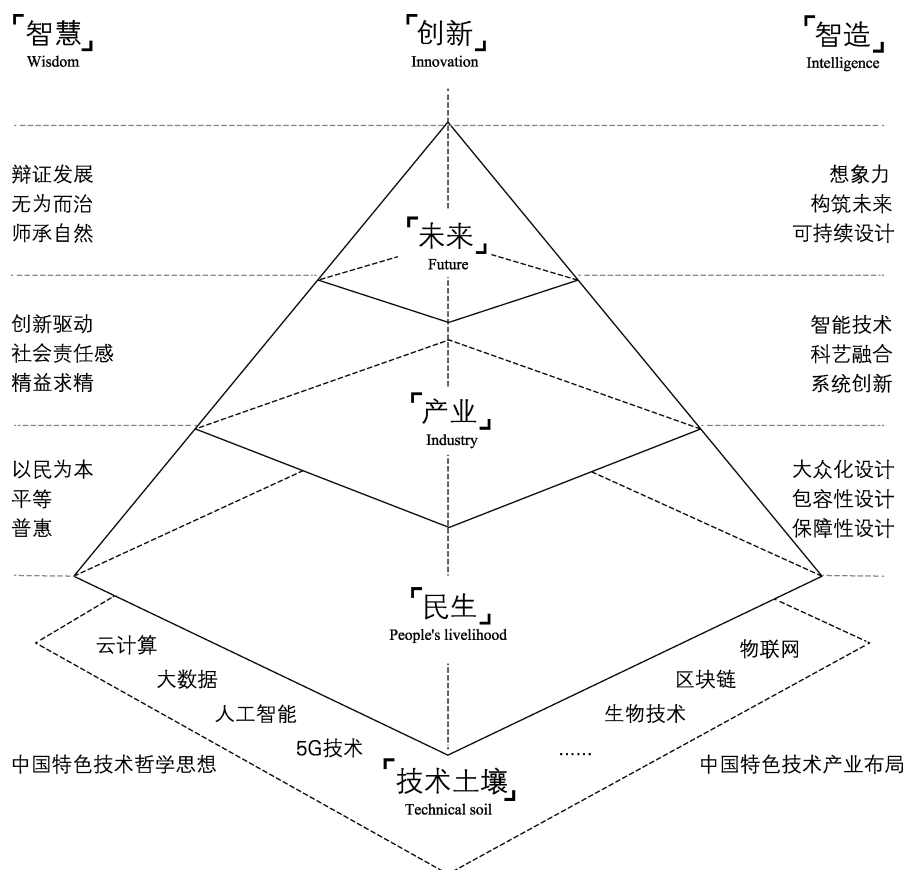 「智慧」
Wisdom
「创新」
Innovation
「智造」
Intelligence
辩证发展
无为而治
师承自然
「未来」
Future
想象力
构筑未来
可持续设计
创新驱动
社会责任感
精益求精
「产业」
Industry
智能技术
科艺融合
系统创新
以民为本
平等
普惠
「民生」
People's livelihood
大众化设计
包容性设计
保障性设计
云计算
大数据
人工智能
5G技术
物联网
区块链
生物技术
......
中国特色技术哲学思想
「技术土壤」
Technical soil
中国特色技术产业布局